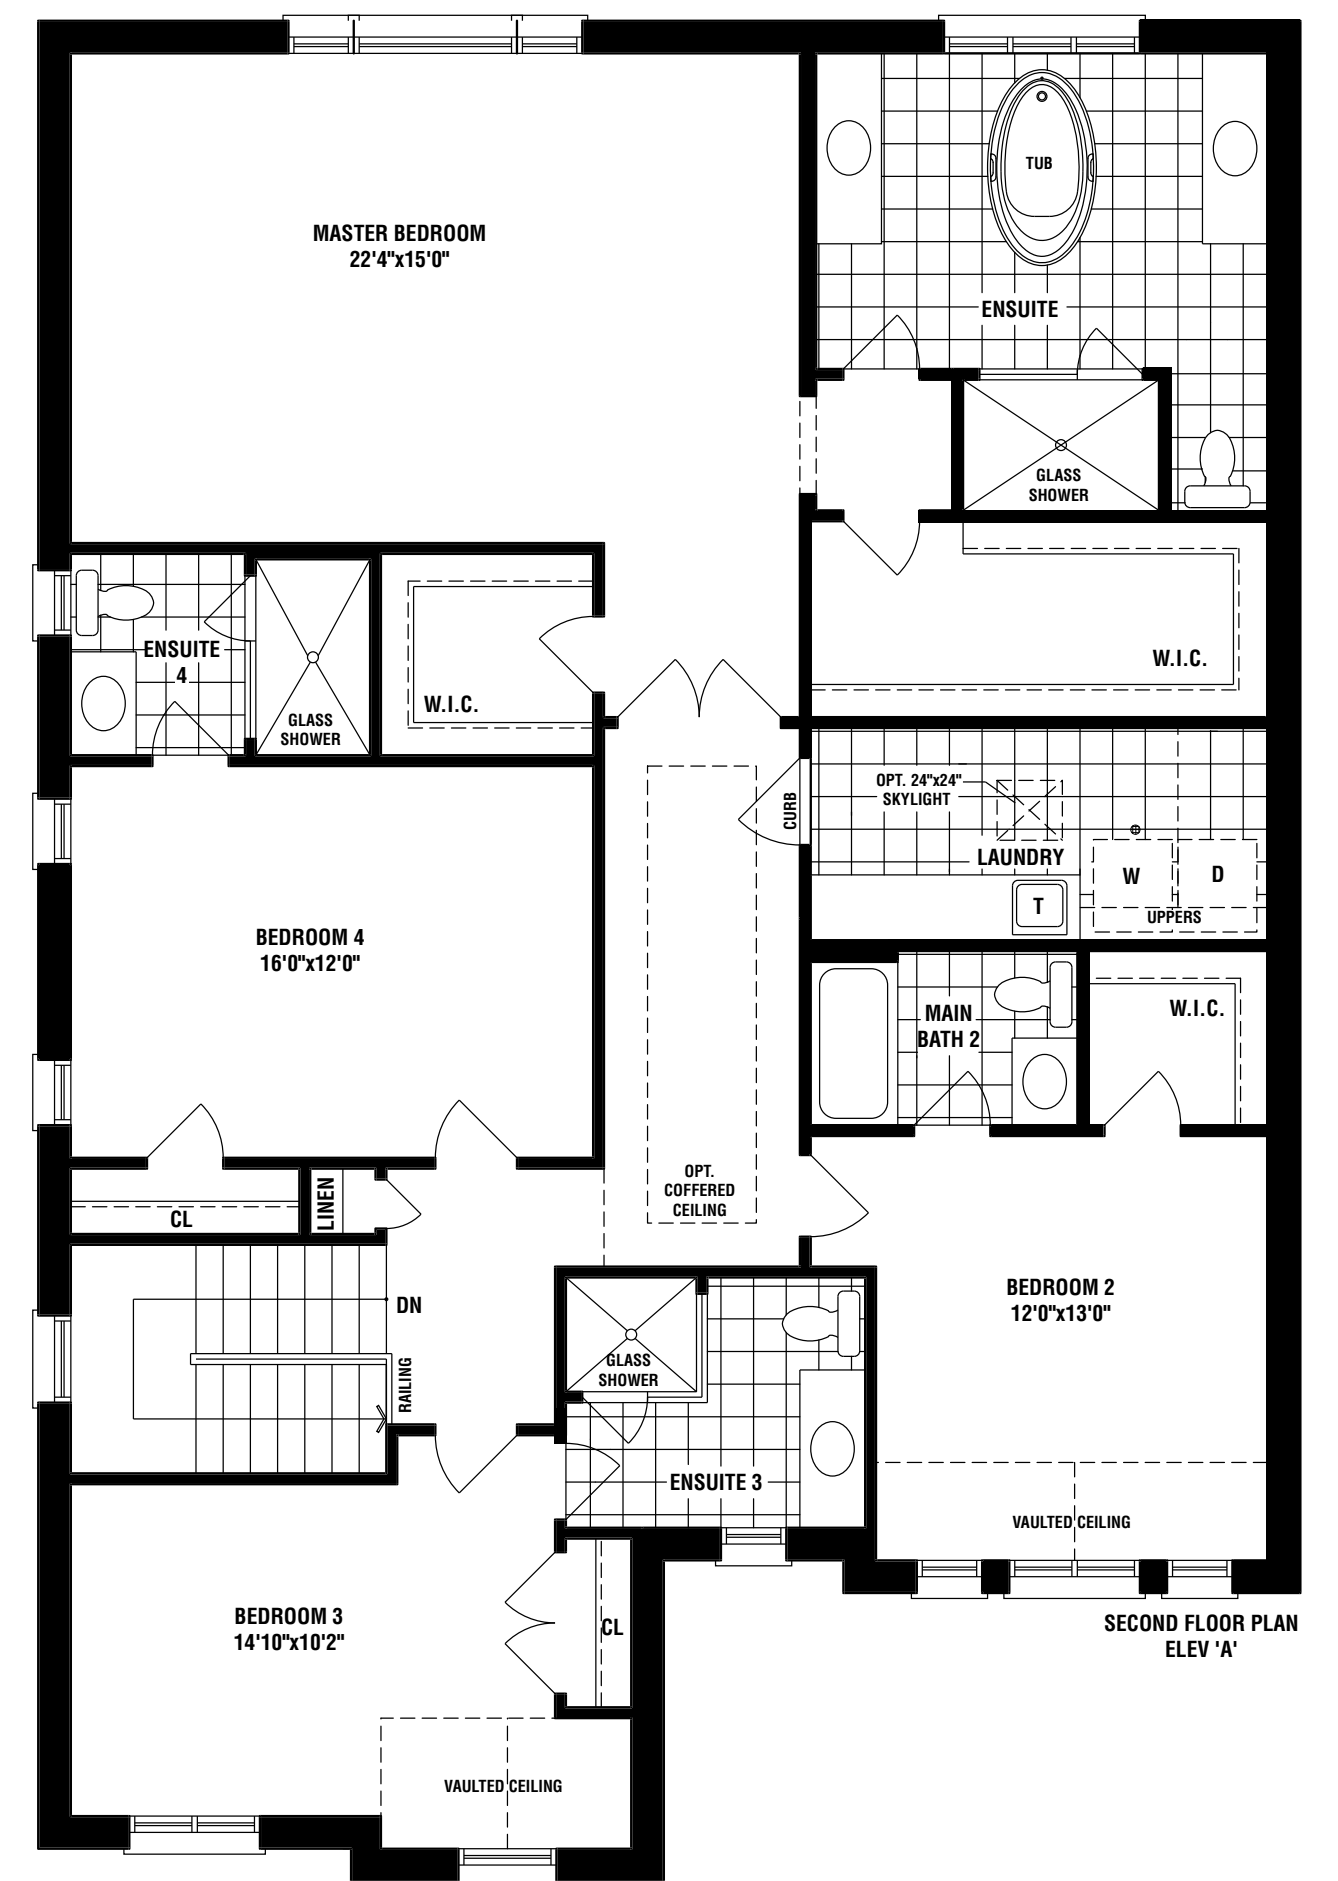 MASTER BEDROOM
22'4"x15'0"
TUB
ENSUITE
GLASS
SHOWER
W.I.C.
ENSUITE
4
GLASS
SHOWER
W.I.C.
OPT. 24"x24"
SKYLIGHT
CURB
LAUNDRY
W
D
T
UPPERS
BEDROOM 4
16'0"x12'0"
MAIN
BATH 2
W.I.C.
OPT.
COFFERED
CEILING
CL
LINEN
DN
RAILING
BEDROOM 2
12'0"x13'0"
GLASS
SHOWER
ENSUITE 3
VAULTED CEILING
BEDROOM 3
14'10"x10'2"
CL
VAULTED CEILING
SECOND FLOOR PLAN
ELEV 'A'